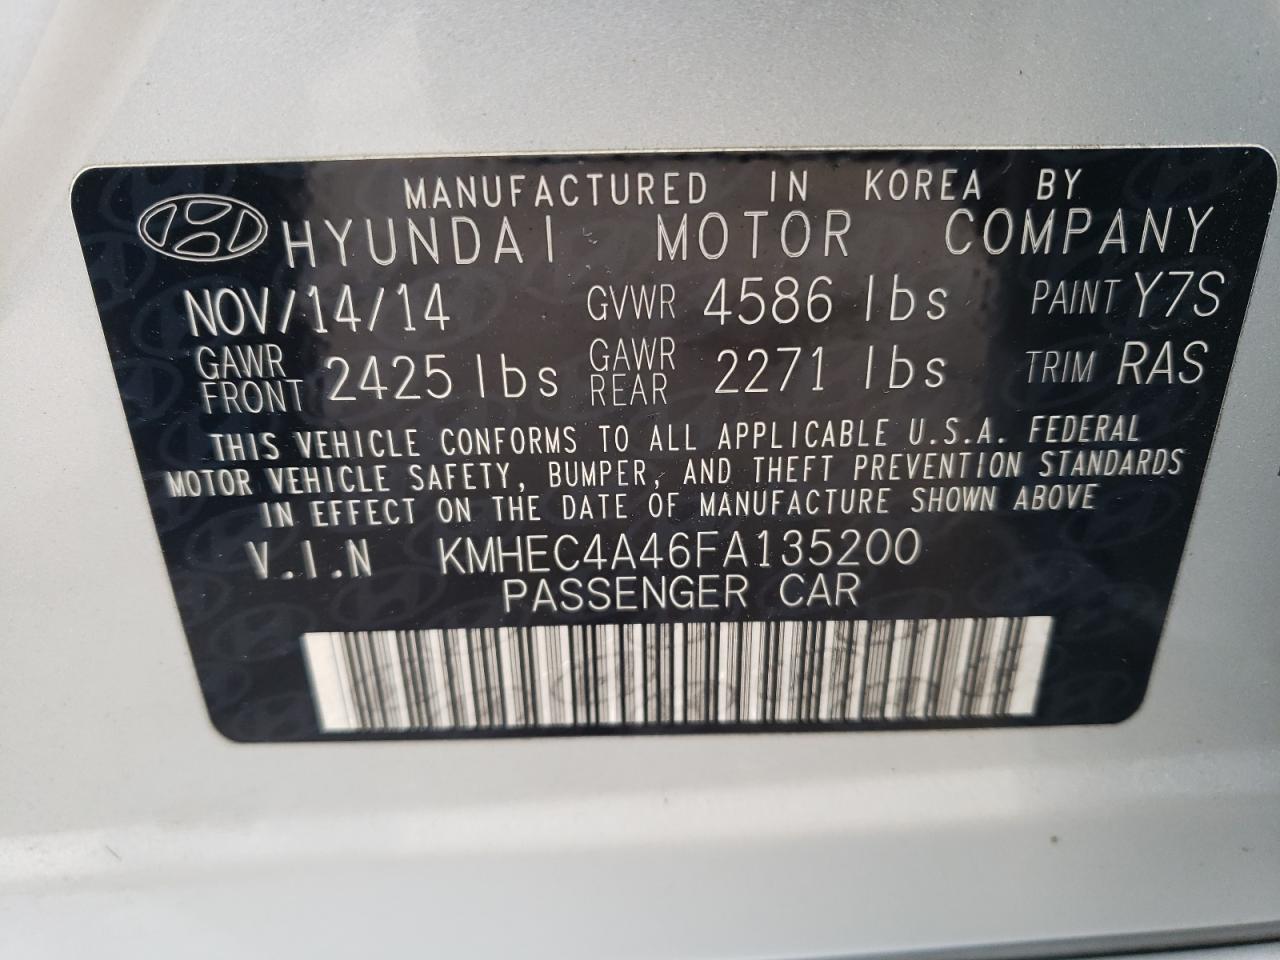 MANUFACTURED IN KOREA BY
HYUNDAI MOTOR COMPANY
NOV/14/14 GVWR 4586 lbs PAINT Y7S
GAWR FRONT 2425 lbs GAWR REAR 2271 lbs TRIM RAS
THIS VEHICLE CONFORMS TO ALL APPLICABLE U.S.A. FEDERAL
MOTOR VEHICLE SAFETY, BUMPER, AND THEFT PREVENTION STANDARDS
IN EFFECT ON THE DATE OF MANUFACTURE SHOWN ABOVE
V.I.N KMHEC4A46FA135200
PASSENGER CAR